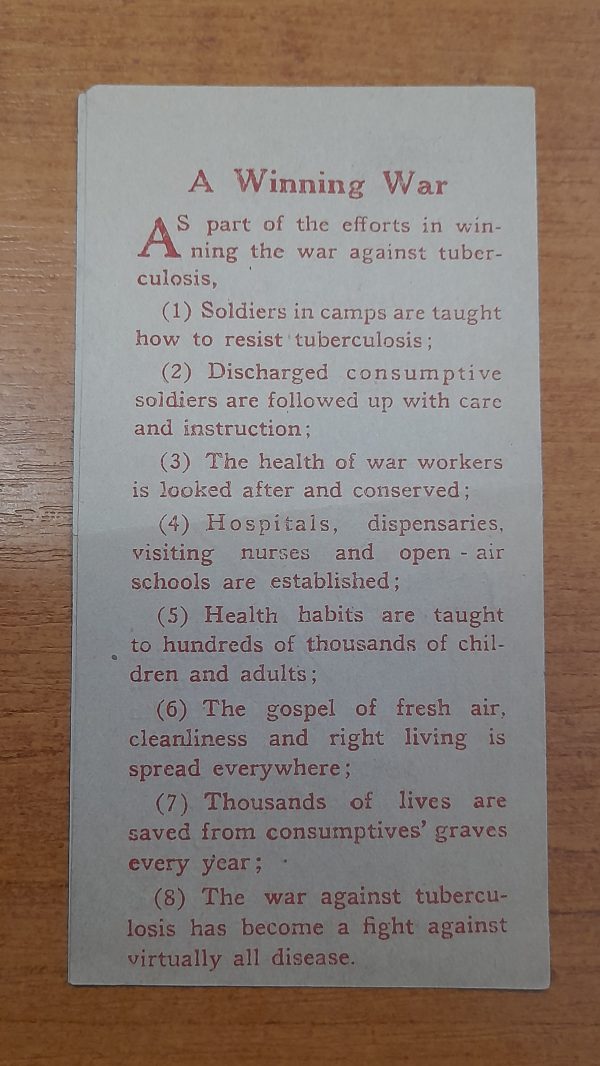 A Winning War
AS part of the efforts in win-
ning the war against tuber-
culosis,
(1) Soldiers in camps are taught
how to resist tuberculosis;
(2) Discharged consumptive
soldiers are followed up with care
and instruction;
(3) The health of war workers
is looked after and conserved;
(4) Hospitals, dispensaries,
visiting nurses and open - air
schools are established;
(5) Health habits are taught
to hundreds of thousands of chil-
dren and adults;
(6) The gospel of fresh air,
cleanliness and right living is
spread everywhere;
(7) Thousands of lives are
saved from consumptives' graves
every year;
(8) The war against tubercu-
losis has become a fight against
virtually all disease.